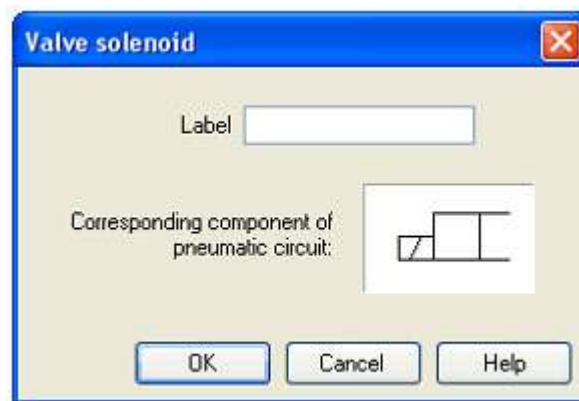 Valve solenoid
Label
Corresponding component of
pneumatic circuit:
OK Cancel Help